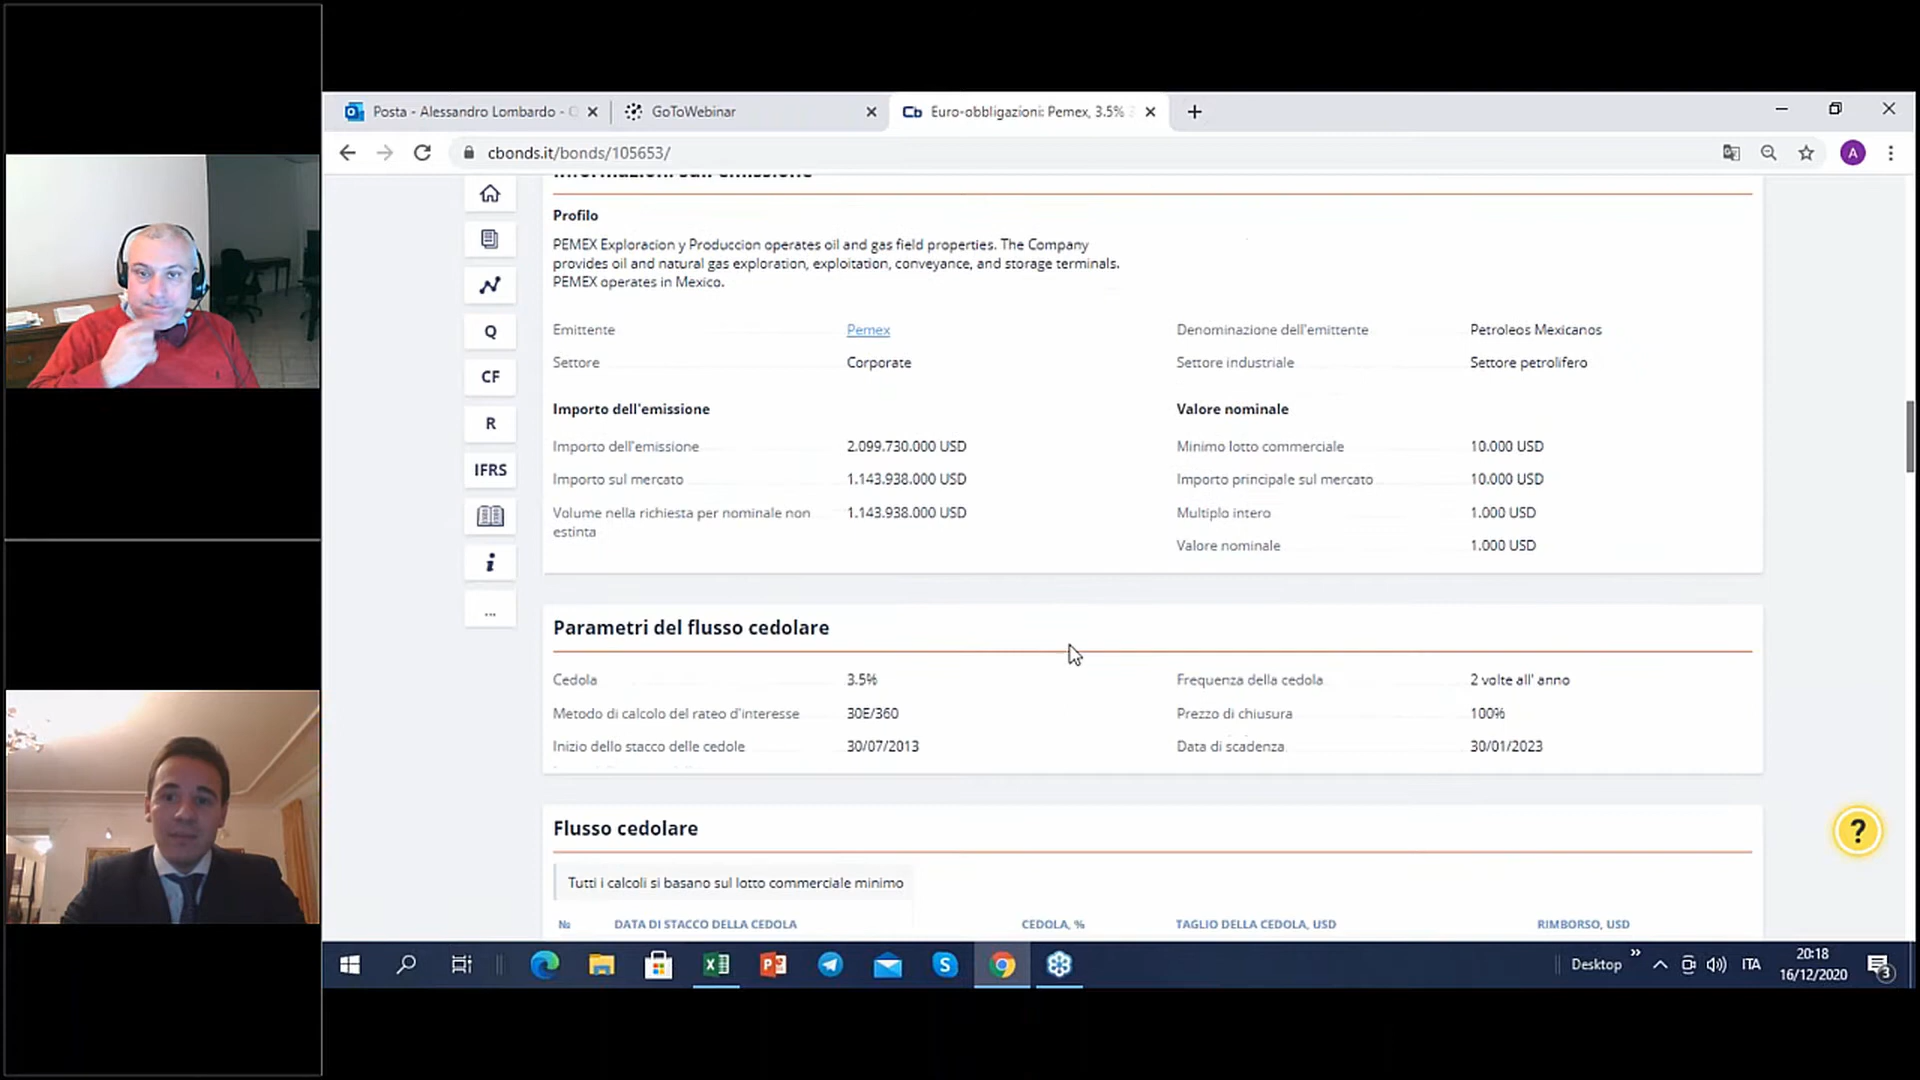 Posta - Alessandro Lombardo -
GoToWebinar
Cb Euro-obbligazioni: Pemex, 3.5%
cbonds.it/bonds/105653/
A
Informazioni sull'emissione
Profilo
PEMEX Exploracion y Produccion operates oil and gas field properties. The Company
provides oil and natural gas exploration, exploitation, conveyance, and storage terminals.
PEMEX operates in Mexico.
Emittente Pemex Denominazione dell'emittente Petroleos Mexicanos
Settore Corporate Settore industriale Settore petrolifero
Importo dell'emissione Valore nominale
Importo dell'emissione 2.099.730.000 USD Minimo lotto commerciale 10.000 USD
Importo sul mercato 1.143.938.000 USD Importo principale sul mercato 10.000 USD
Volume nella richiesta per nominale non 1.143.938.000 USD Multiplo intero 1.000 USD
estinta
Valore nominale 1.000 USD
Q
CF
R
IFRS
i
...
Parametri del flusso cedolare
Cedola 3.5% Frequenza della cedola 2 volte all' anno
Metodo di calcolo del rateo d'interesse 30E/360 Prezzo di chiusura 100%
Inizio dello stacco delle cedole 30/07/2013 Data di scadenza 30/01/2023
Flusso cedolare
Tutti i calcoli si basano sul lotto commerciale minimo
№ DATA DI STACCO DELLA CEDOLA CEDOLA, % TAGLIO DELLA CEDOLA, USD RIMBORSO, USD
?
Desktop » ITA 20:18
16/12/2020
3